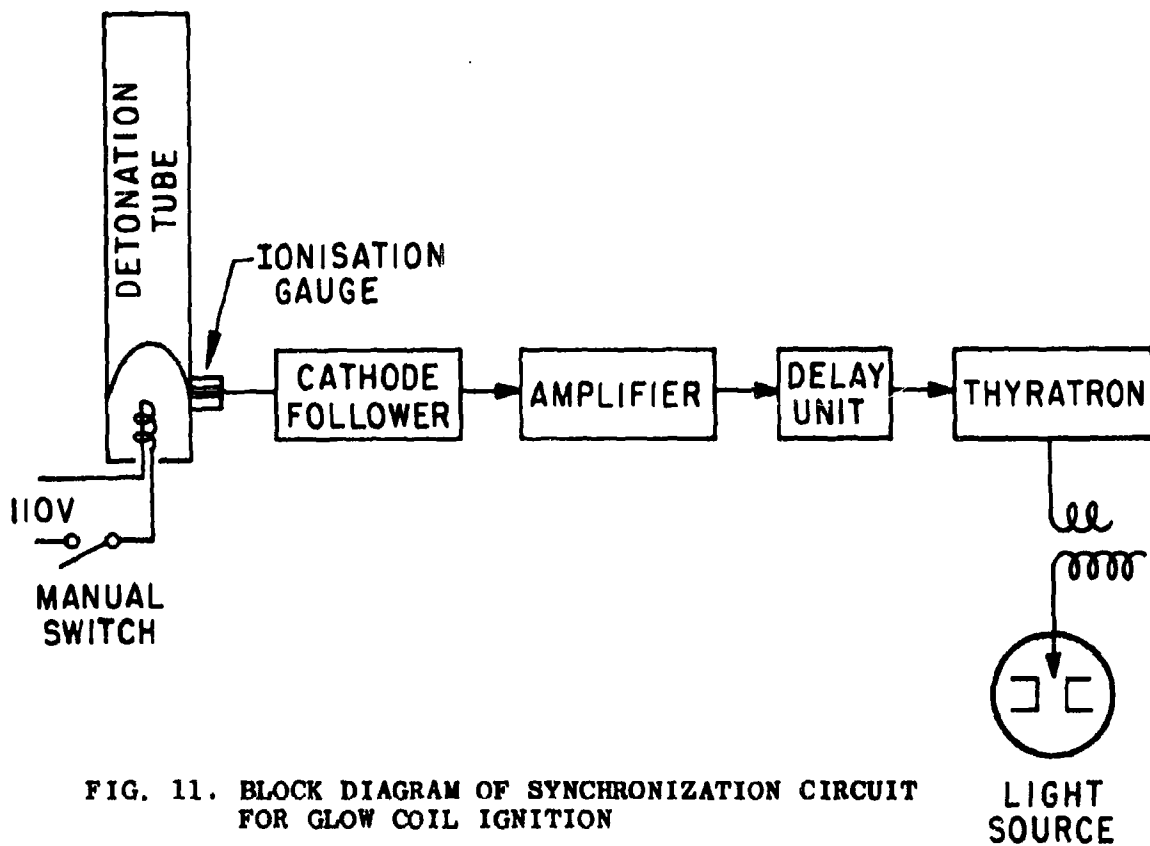 DETONATION
TUBE
IONISATION
GAUGE
CATHODE
FOLLOWER
AMPLIFIER
DELAY
UNIT
THYRATRON
110V
MANUAL
SWITCH
LIGHT
SOURCE
FIG. 11. BLOCK DIAGRAM OF SYNCHRONIZATION CIRCUIT
FOR GLOW COIL IGNITION